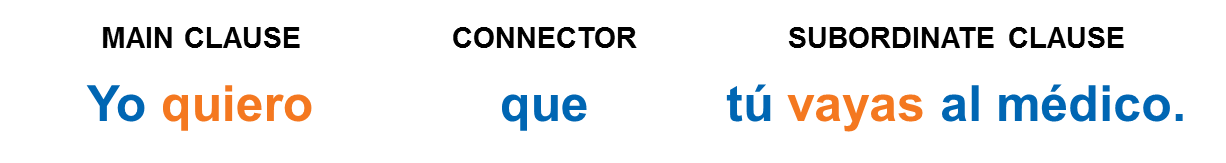 MAIN CLAUSE CONNECTOR SUBORDINATE CLAUSE
Yo quiero que tú vayas al médico.